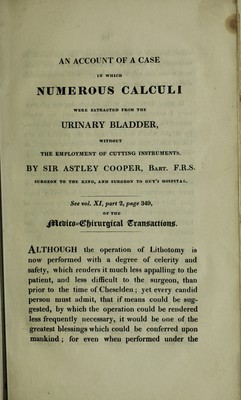 AN ACCOUNT OF A CASE
IN WHICH
NUMEROUS CALCULI
WERE EXTRACTED FROM THE
URINARY BLADDER,
WITHOUT
THE EMPLOYMENT OF CUTTING INSTRUMENTS.
BY SIR ASTLEY COOPER, BART. F.R.S.
SURGEON TO THE KING, AND SURGEON TO GUY'S HOSPITAL.
See vol. XI, part 2, page 349,
OF THE
Medico-Chirurgical Transactions.
ALTHOUGH the operation of Lithotomy is
now performed with a degree of celerity and
safety, which renders it much less appalling to the
patient, and less difficult to the surgeon, than
prior to the time of Cheselden; yet every candid
person must admit, that if means could be sug-
gested, by which the operation could be rendered
less frequently necessary, it would be one of the
greatest blessings which could be conferred upon
mankind; for even when performed under the